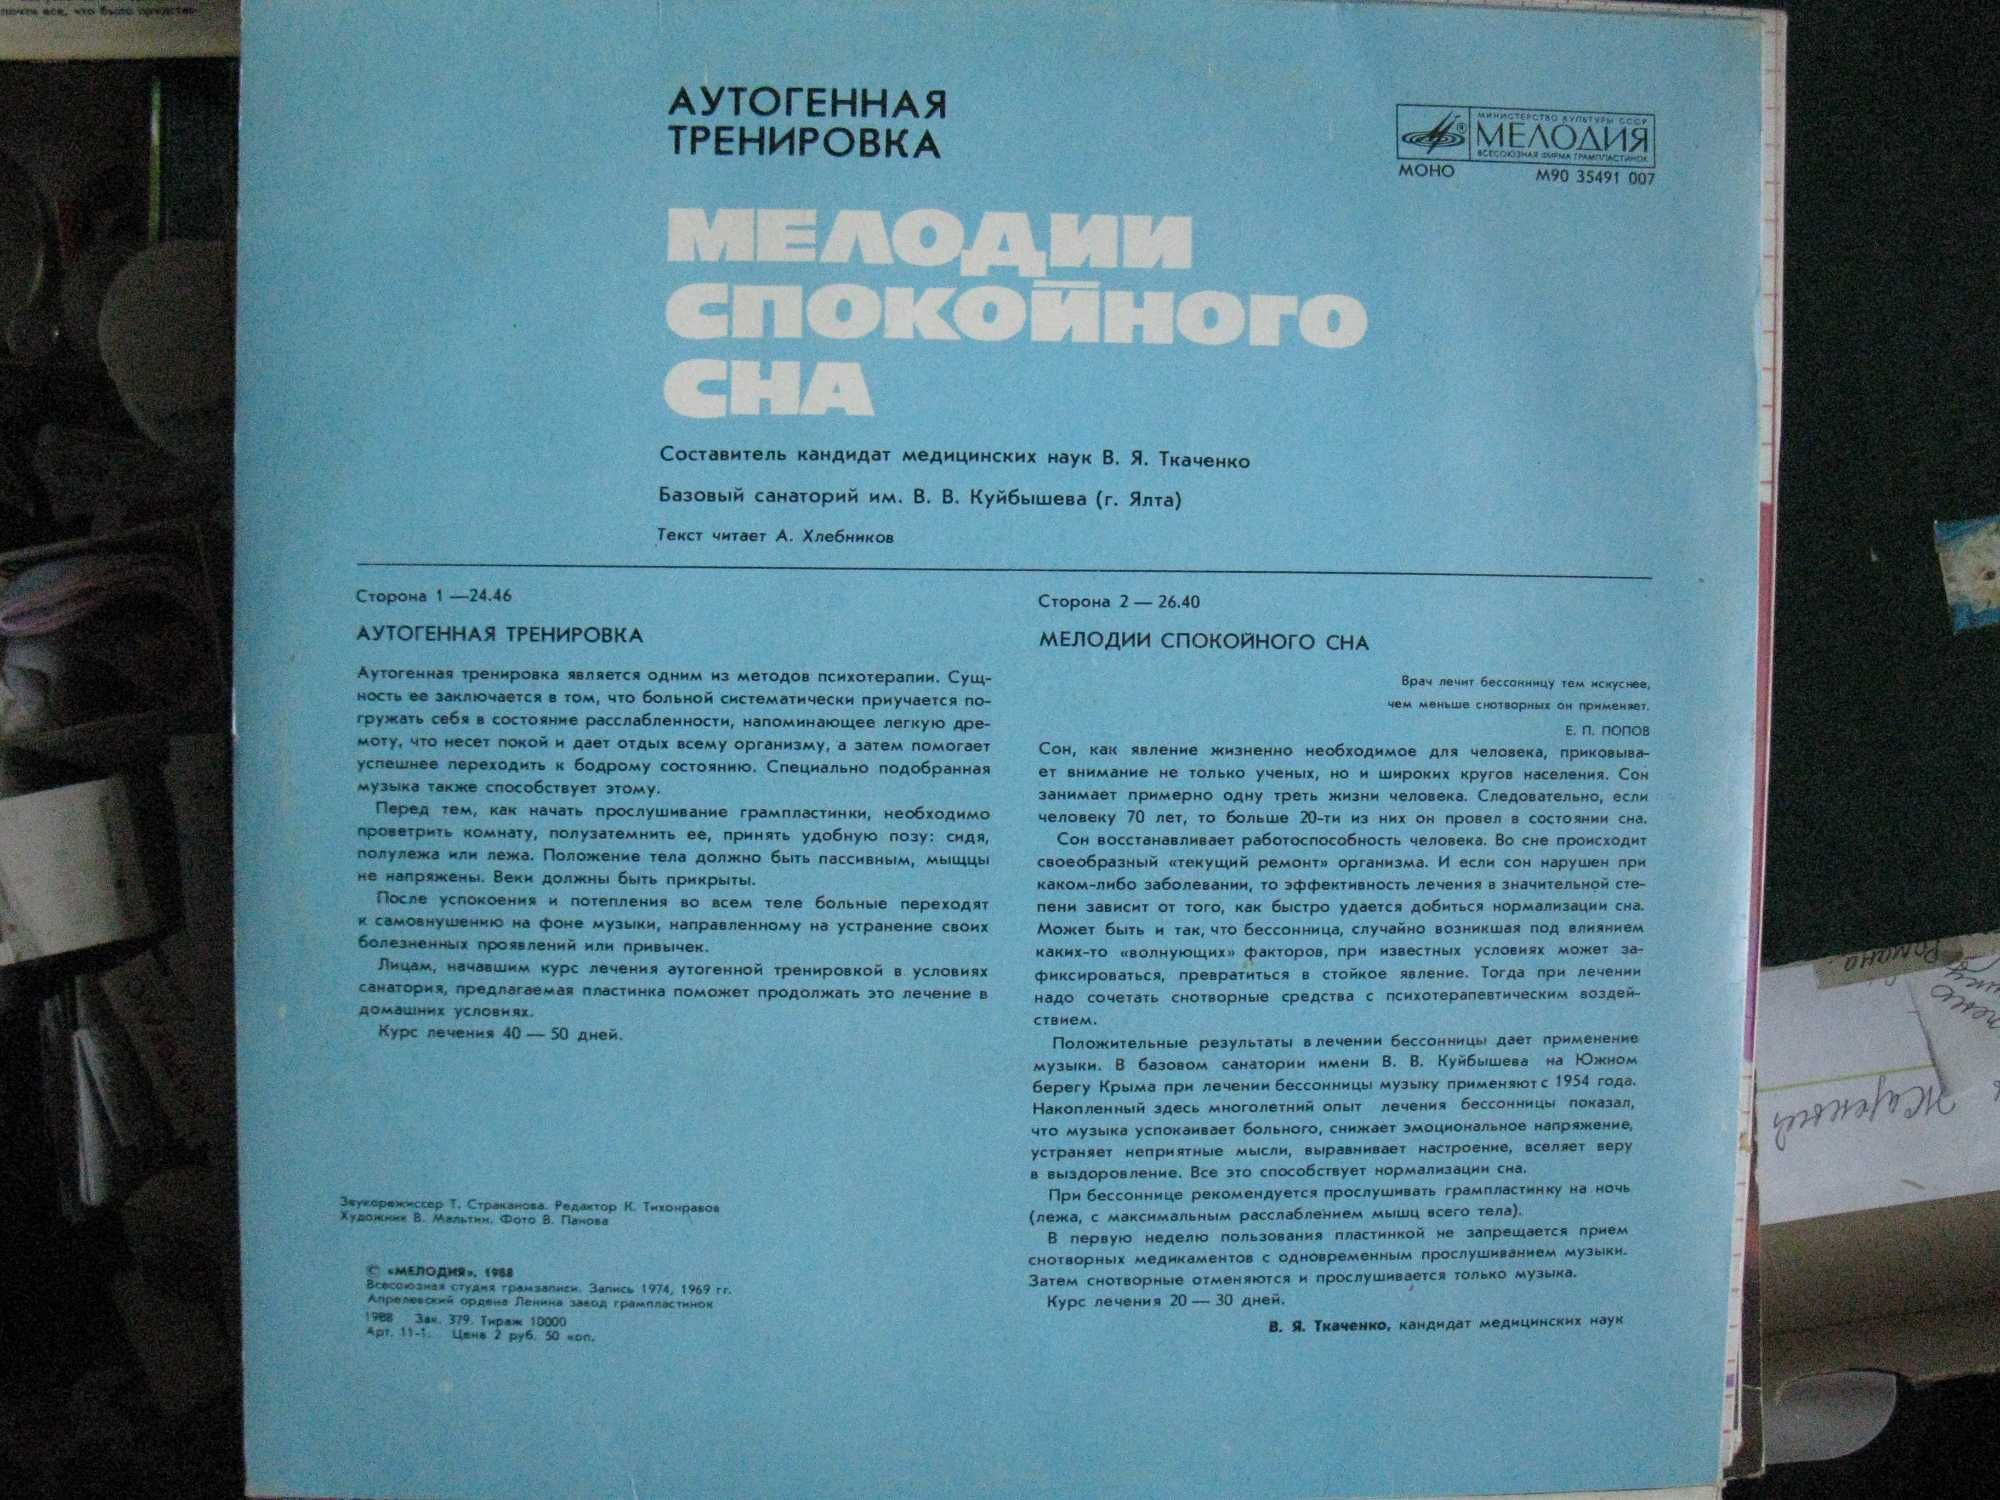 почти все, что было представ-
АУТОГЕННАЯ
ТРЕНИРОВКА
МИНИСТЕРСТВО КУЛЬТУРЫ СССР
МЕЛОДИЯ
ВСЕСОЮЗНАЯ ФИРМА ГРАМПЛАСТИНОК
МОНО М90 35491 007
МЕЛОДИИ
СПОКОЙНОГО
СНА
Составитель кандидат медицинских наук В. Я. Ткаченко
Базовый санаторий им. В. В. Куйбышева (г. Ялта)
Текст читает А. Хлебников
Сторона 1 —24.46
АУТОГЕННАЯ ТРЕНИРОВКА
Аутогенная тренировка является одним из методов психотерапии. Сущ-
ность ее заключается в том, что больной систематически приучается по-
гружать себя в состояние расслабленности, напоминающее легкую дре-
моту, что несет покой и дает отдых всему организму, а затем помогает
успешнее переходить к бодрому состоянию. Специально подобранная
музыка также способствует этому.
Перед тем, как начать прослушивание грампластинки, необходимо
проветрить комнату, полузатемнить ее, принять удобную позу: сидя,
полулежа или лежа. Положение тела должно быть пассивным, мыщцы
не напряжены. Веки должны быть прикрыты.
После успокоения и потепления во всем теле больные переходят
к самовнушению на фоне музыки, направленному на устранение своих
болезненных проявлений или привычек.
Лицам, начавшим курс лечения аутогенной тренировкой в условиях
санатория, предлагаемая пластинка поможет продолжать это лечение в
домашних условиях.
Курс лечения 40 — 50 дней.
Звукорежиссер Т. Страканова. Редактор К. Тихонравов
Художник В. Мальтин. Фото В. Панова
© «МЕЛОДИЯ», 1988
Всесоюзная студия грамзаписи. Запись 1974, 1969 гг.
Апрелевский ордена Ленина завод грампластинок
1988 Зак. 379. Тираж 10000
Арт. 11-1. Цена 2 руб. 50 коп.
Сторона 2 — 26.40
МЕЛОДИИ СПОКОЙНОГО СНА
Врач лечит бессонницу тем искуснее,
чем меньше снотворных он применяет.
Е. П. ПОПОВ
Сон, как явление жизненно необходимое для человека, приковыва-
ет внимание не только ученых, но и широких кругов населения. Сон
занимает примерно одну треть жизни человека. Следовательно, если
человеку 70 лет, то больше 20-ти из них он провел в состоянии сна.
Сон восстанавливает работоспособность человека. Во сне происходит
своеобразный «текущий ремонт» организма. И если сон нарушен при
каком-либо заболевании, то эффективность лечения в значительной сте-
пени зависит от того, как быстро удается добиться нормализации сна.
Может быть и так, что бессонница, случайно возникшая под влиянием
каких-то «волнующих» факторов, при известных условиях может за-
фиксироваться, превратиться в стойкое явление. Тогда при лечении
надо сочетать снотворные средства с психотерапевтическим воздей-
ствием.
Положительные результаты в лечении бессонницы дает применение
музыки. В базовом санатории имени В. В. Куйбышева на Южном
берегу Крыма при лечении бессонницы музыку применяют с 1954 года.
Накопленный здесь многолетний опыт лечения бессонницы показал,
что музыка успокаивает больного, снижает эмоциональное напряжение,
устраняет неприятные мысли, выравнивает настроение, вселяет веру
в выздоровление. Все это способствует нормализации сна.
При бессоннице рекомендуется прослушивать грампластинку на ночь
(лежа, с максимальным расслаблением мышц всего тела).
В первую неделю пользования пластинкой не запрещается прием
снотворных медикаментов с одновременным прослушиванием музыки.
Затем снотворные отменяются и прослушивается только музыка.
Курс лечения 20 — 30 дней.
В. Я. Ткаченко, кандидат медицинских наук
Романа